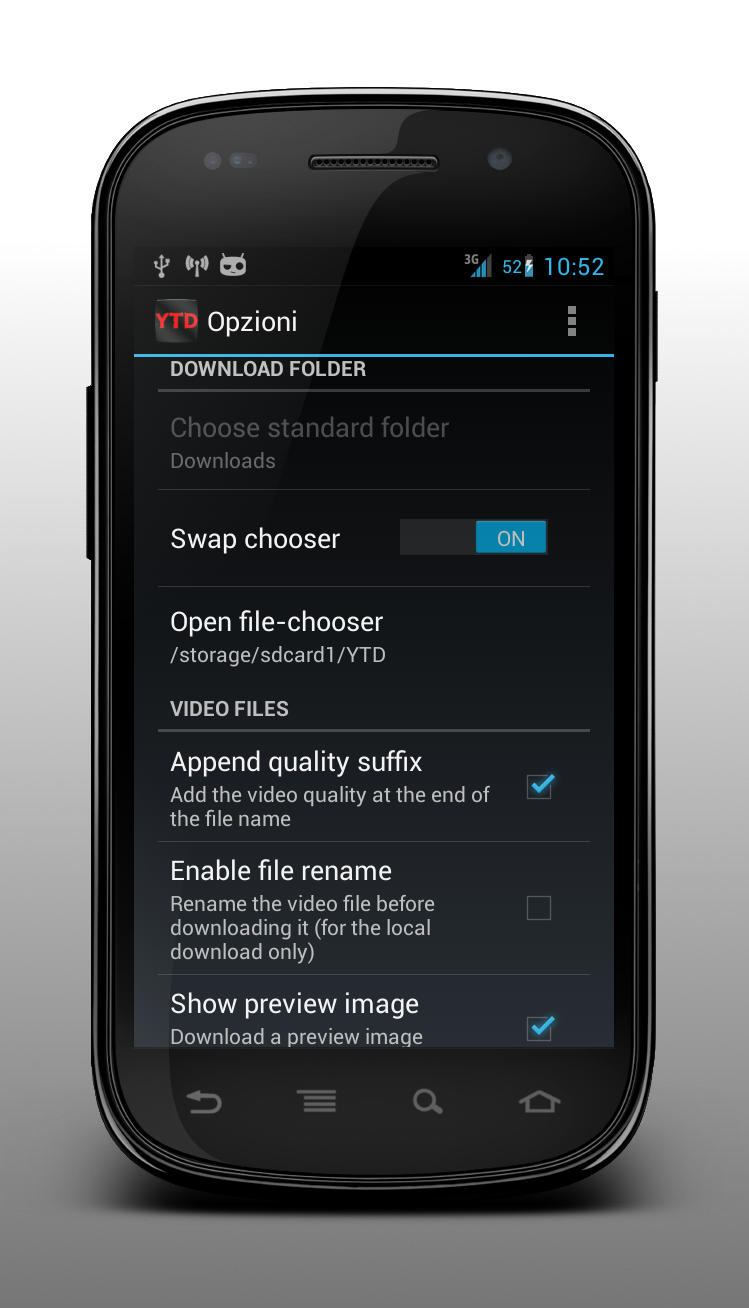 3G 52 10:52
YTD Opzioni
DOWNLOAD FOLDER
Choose standard folder
Downloads
Swap chooser ON
Open file-chooser
/storage/sdcard1/YTD
VIDEO FILES
Append quality suffix
Add the video quality at the end of
the file name
Enable file rename
Rename the video file before
downloading it (for the local
download only)
Show preview image
Download a preview image